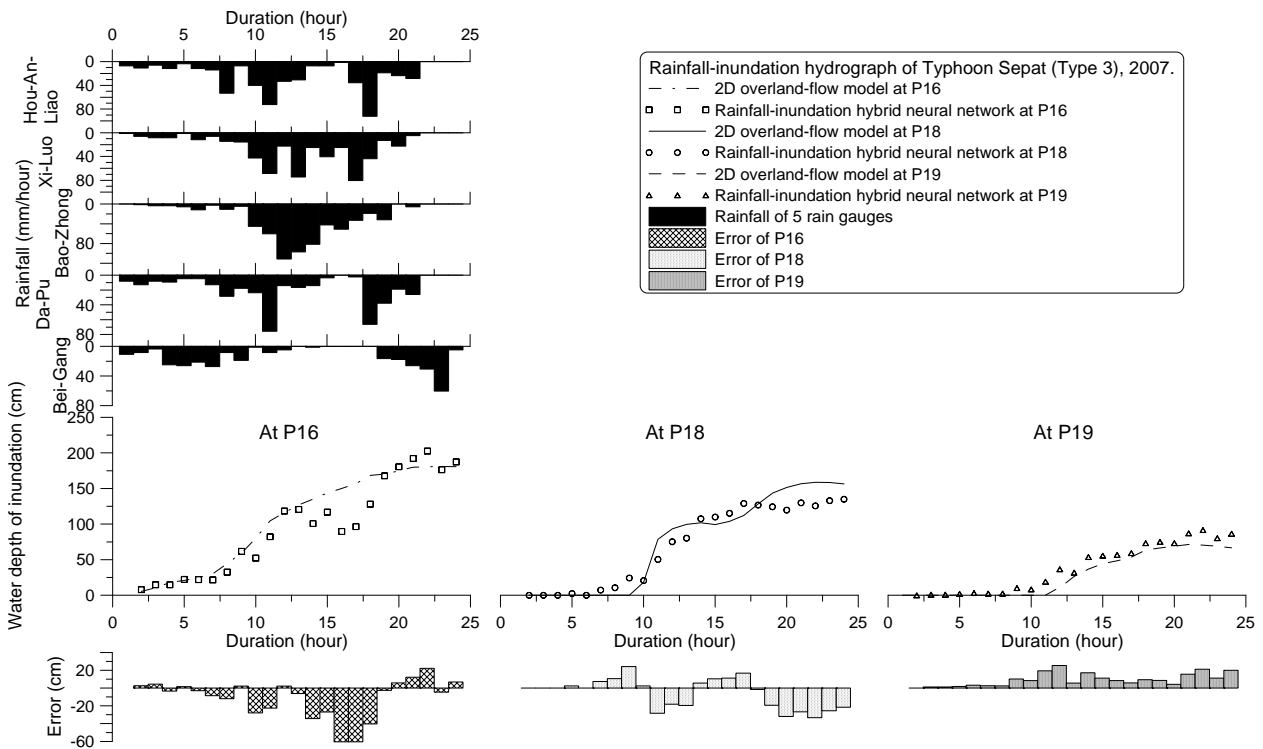 Duration (hour)
0 5 10 15 20 25
Rainfall (mm/hour)
Hou-An-
Liao
0
40
80
Xi-Luo
0
40
80
Bao-Zhong
0
80
Da-Pu
0
40
80
Bei-Gang
0
40
80
Rainfall-inundation hydrograph of Typhoon Sepat (Type 3), 2007.
2D overland-flow model at P16
Rainfall-inundation hybrid neural network at P16
2D overland-flow model at P18
Rainfall-inundation hybrid neural network at P18
2D overland-flow model at P19
Rainfall-inundation hybrid neural network at P19
Rainfall of 5 rain gauges
Error of P16
Error of P18
Error of P19
Water depth of inundation (cm)
250
200
150
100
50
0
At P16
At P18
At P19
0 5 10 15 20 25
0 5 10 15 20 25
0 5 10 15 20 25
Duration (hour)
Duration (hour)
Duration (hour)
Error (cm)
20
-20
-60